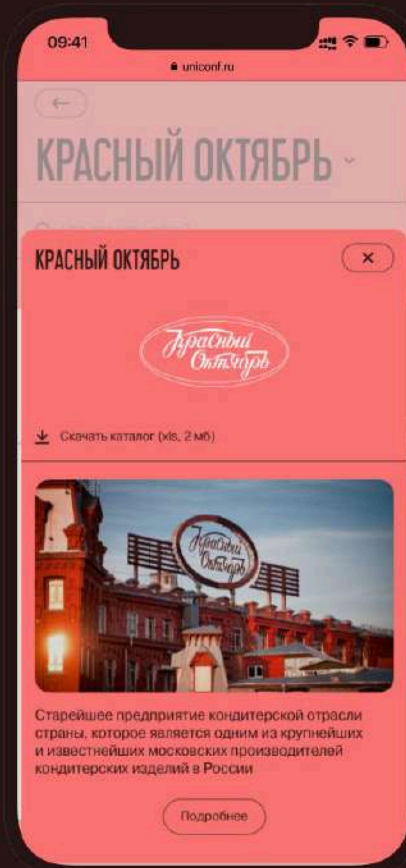 09:41
uniconf.ru
КРАСНЫЙ ОКТЯБРЬ
КРАСНЫЙ ОКТЯБРЬ
Красный
Октябрь
Скачать каталог (xls, 2 мб)
Красный
Октябрь
Старейшее предприятие кондитерской отрасли
страны, которое является одним из крупнейших
и известнейших московских производителей
кондитерских изделий в России
Подробнее